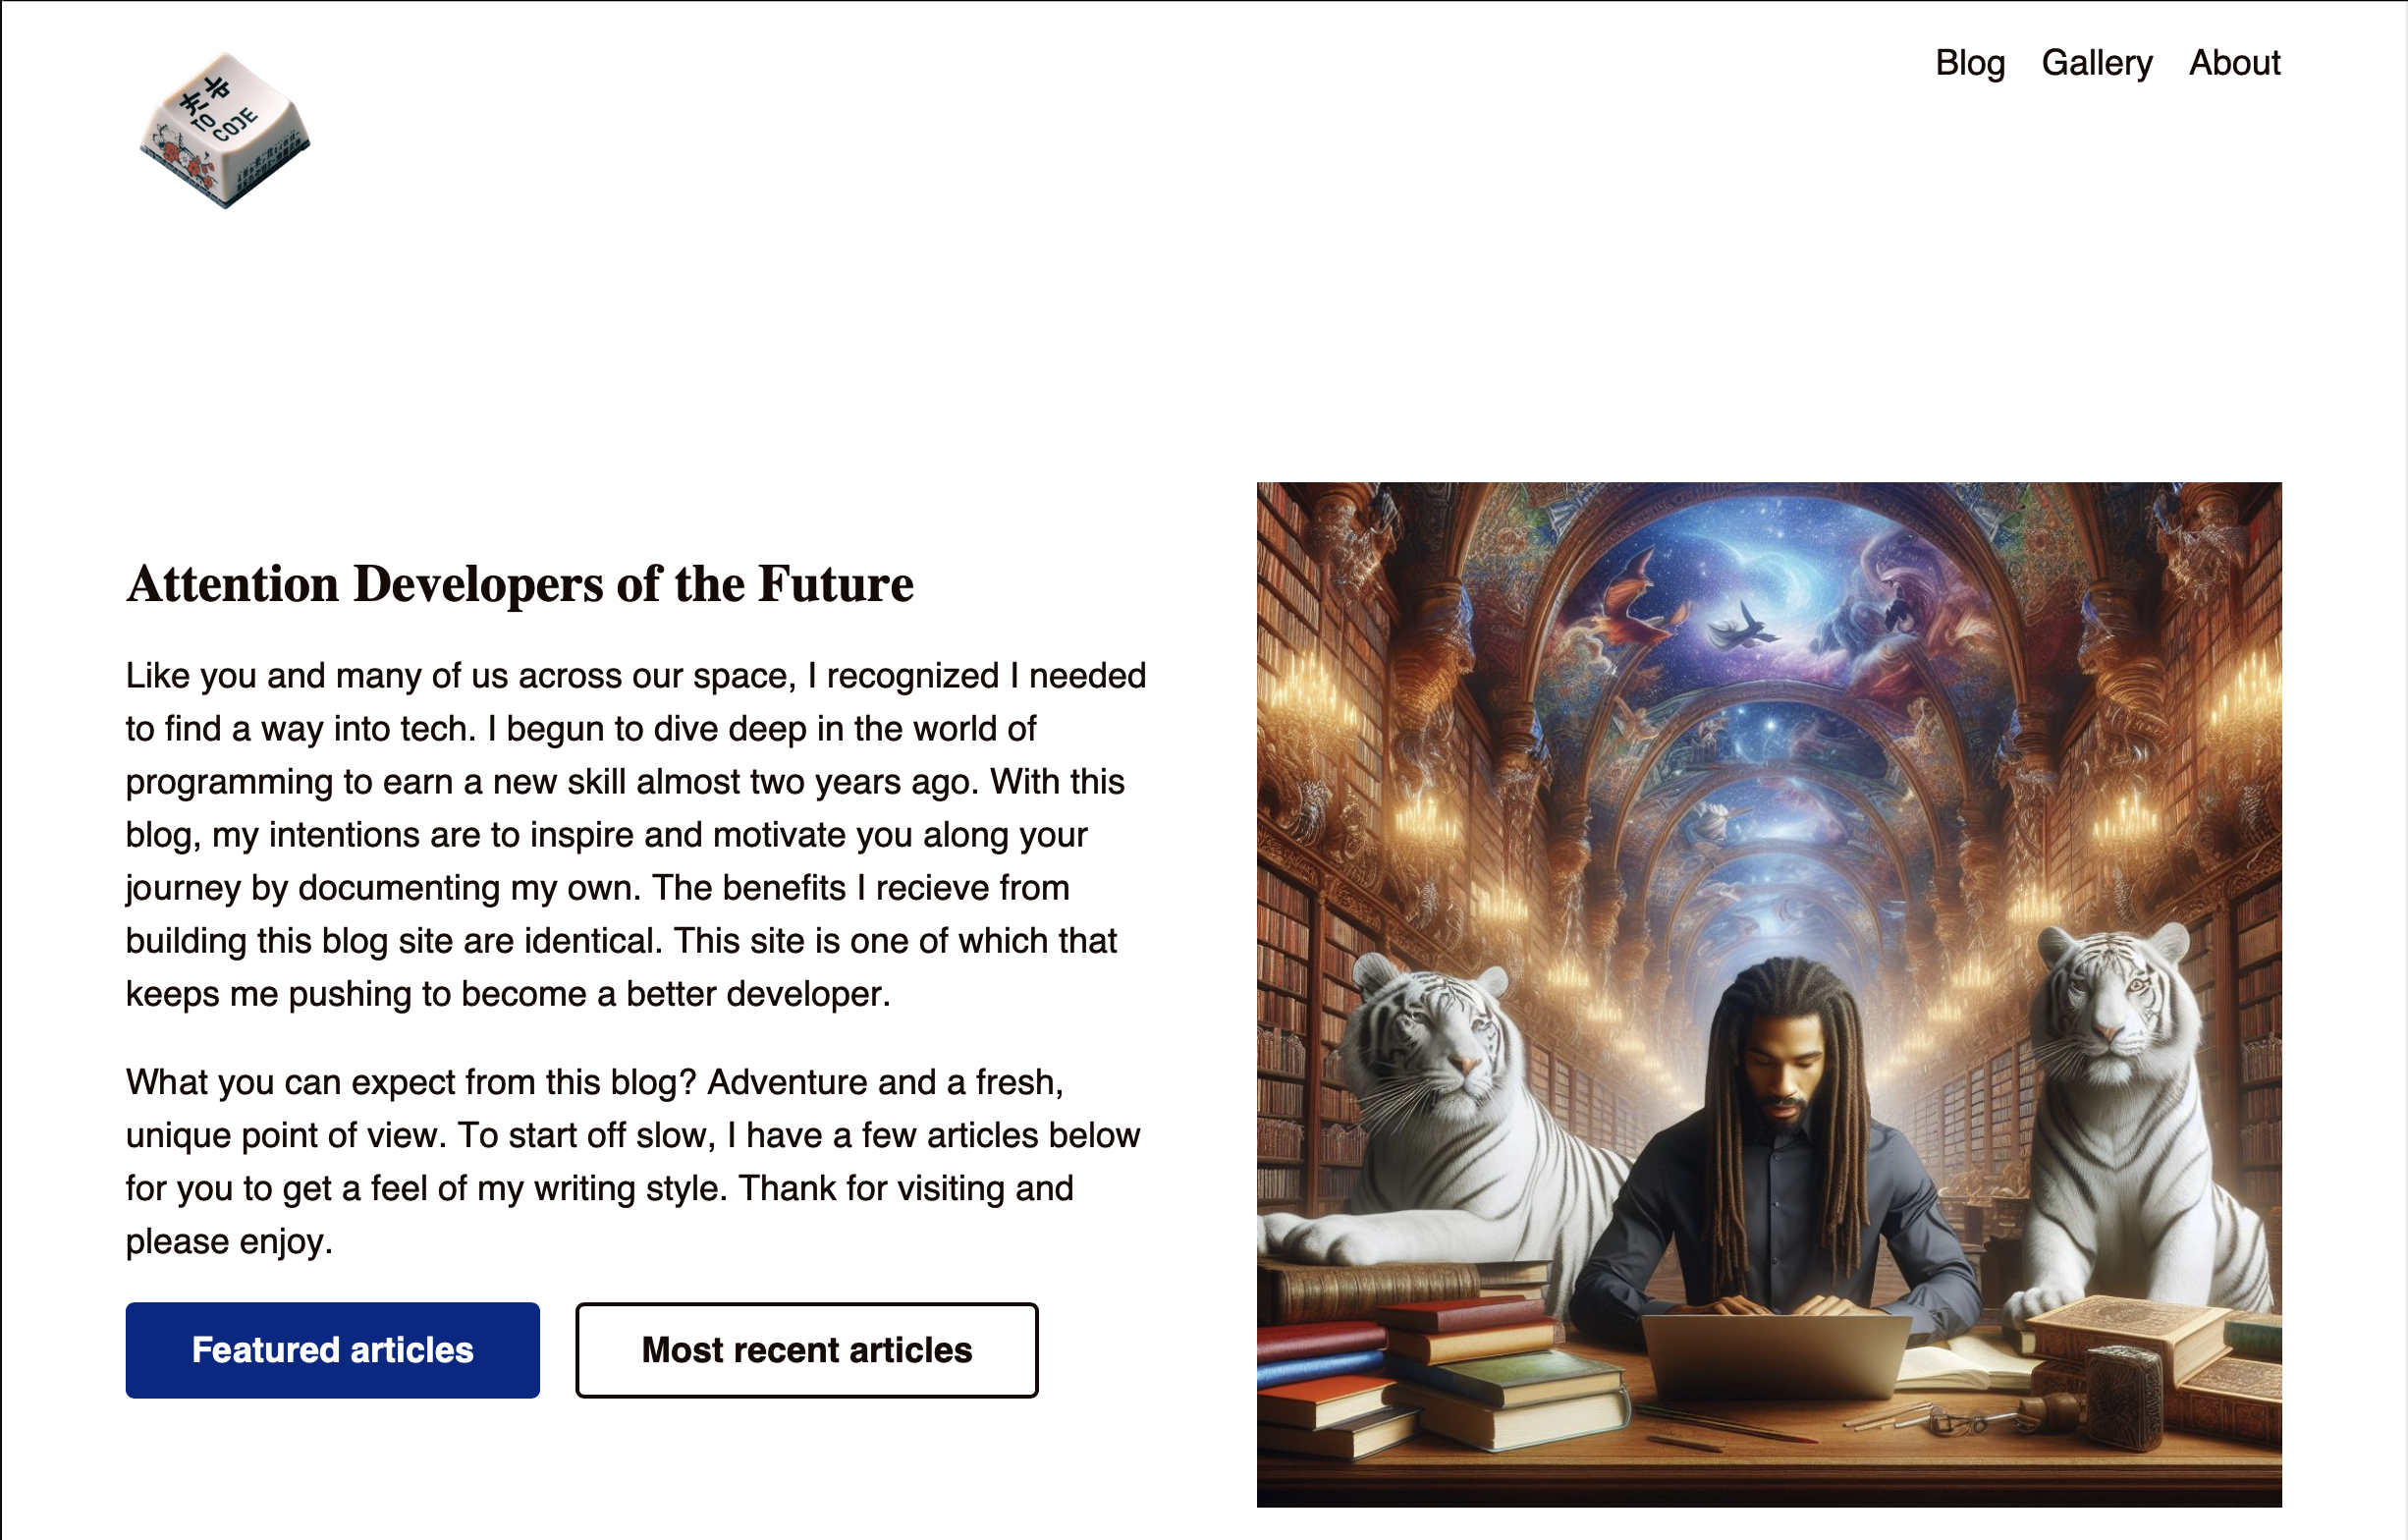 TO
CODE
Blog Gallery About
Attention Developers of the Future
Like you and many of us across our space, I recognized I needed
to find a way into tech. I begun to dive deep in the world of
programming to earn a new skill almost two years ago. With this
blog, my intentions are to inspire and motivate you along your
journey by documenting my own. The benefits I recieve from
building this blog site are identical. This site is one of which that
keeps me pushing to become a better developer.
What you can expect from this blog? Adventure and a fresh,
unique point of view. To start off slow, I have a few articles below
for you to get a feel of my writing style. Thank for visiting and
please enjoy.
Featured articles
Most recent articles